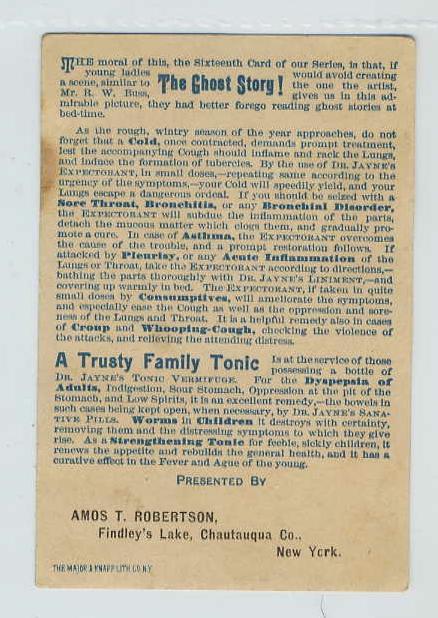 THE moral of this, the Sixteenth Card of our Series, is that, if
young ladies would avoid creating
a scene, similar to The Ghost Story! the one the artist,
Mr. R. W. Buss, gives us in this ad-
mirable picture, they had better forego reading ghost stories at
bed-time.
As the rough, wintry season of the year approaches, do not
forget that a Cold, once contracted, demands prompt treatment,
lest the accompanying Cough should inflame and rack the Lungs,
and induce the formation of tubercles. By the use of DR. JAYNE'S
EXPECTORANT, in small doses,—repeating same according to the
urgency of the symptoms,—your Cold will speedily yield, and your
Lungs escape a dangerous ordeal. If you should be seized with a
Sore Throat, Bronchitis, or any Bronchial Disorder,
the EXPECTORANT will subdue the inflammation of the parts,
detach the mucous matter which clogs them, and gradually pro-
mote a cure. In case of Asthma, the EXPECTORANT overcomes
the cause of the trouble, and a prompt restoration follows. If
attacked by Pleurisy, or any Acute Inflammation of the
Lungs or Throat, take the EXPECTORANT according to directions,—
bathing the parts thoroughly with DR. JAYNE'S LINIMENT,—and
covering up warmly in bed. The EXPECTORANT, if taken in quite
small doses by Consumptives, will ameliorate the symptoms,
and especially ease the Cough as well as the oppression and sore-
ness of the Lungs and Throat. It is a helpful remedy also in cases
of Croup and Whooping-Cough, checking the violence of
the attacks, and relieving the attending distress.
A Trusty Family Tonic Is at the service of those
possessing a bottle of
DR. JAYNE'S TONIC VERMIFUGE. For the Dyspepsia of
Adults, Indigestion, Sour Stomach, Oppression at the pit of the
Stomach, and Low Spirits, it is an excellent remedy,—the bowels in
such cases being kept open, when necessary, by DR. JAYNE'S SANA-
TIVE PILLS. Worms in Children it destroys with certainty,
removing them and the distressing symptoms to which they give
rise. As a Strengthening Tonic for feeble, sickly children, it
renews the appetite and rebuilds the general health, and it has a
curative effect in the Fever and Ague of the young.
PRESENTED BY
AMOS T. ROBERTSON,
Findley's Lake, Chautauqua Co.,
New York.
THE MAJOR & KNAPP LITH. CO. N.Y.